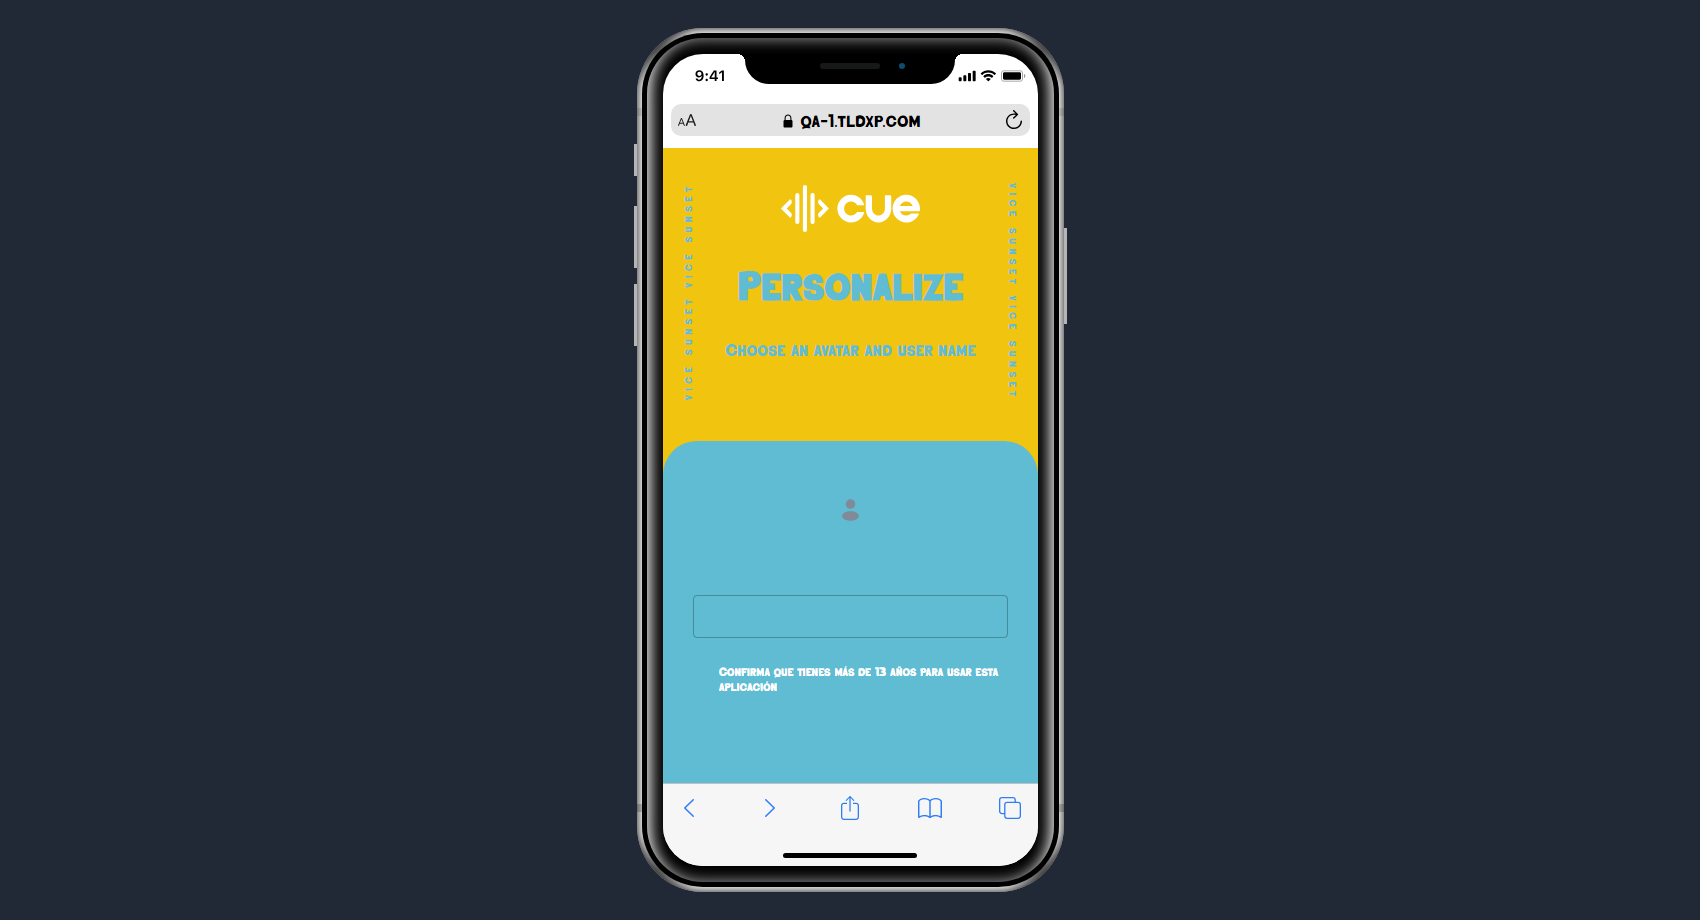 9:41
AA
QA-1.TLDXP.COM
cue
VICE SUNSET VICE SUNSET
VICE SUNSET VICE SUNSET
PERSONALIZE
CHOOSE AN AVATAR AND USER NAME
CONFIRMA QUE TIENES MÁS DE 13 AÑOS PARA USAR ESTA
APLICACIÓN